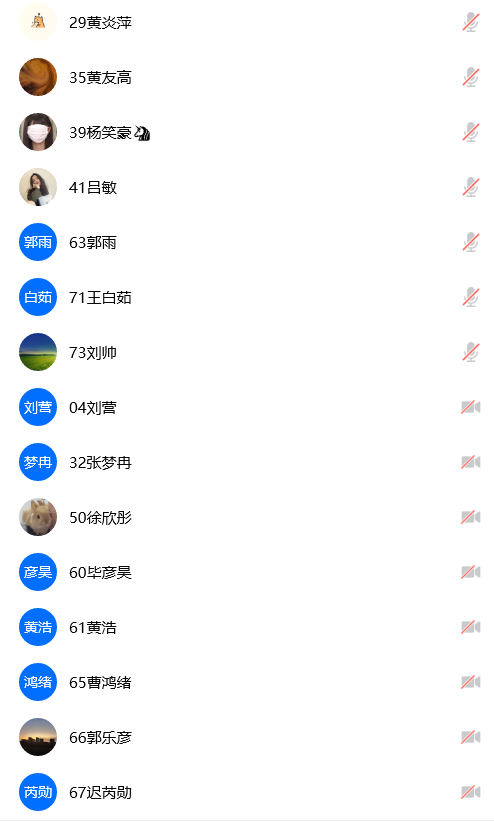 29黄炎萍
35黄友高
39杨笑豪
41吕敏
郭雨 63郭雨
白茹 71王白茹
73刘帅
刘营 04刘营
梦冉 32张梦冉
50徐欣彤
彦昊 60毕彦昊
黄浩 61黄浩
鸿绪 65曹鸿绪
66郭乐彦
芮勋 67迟芮勋